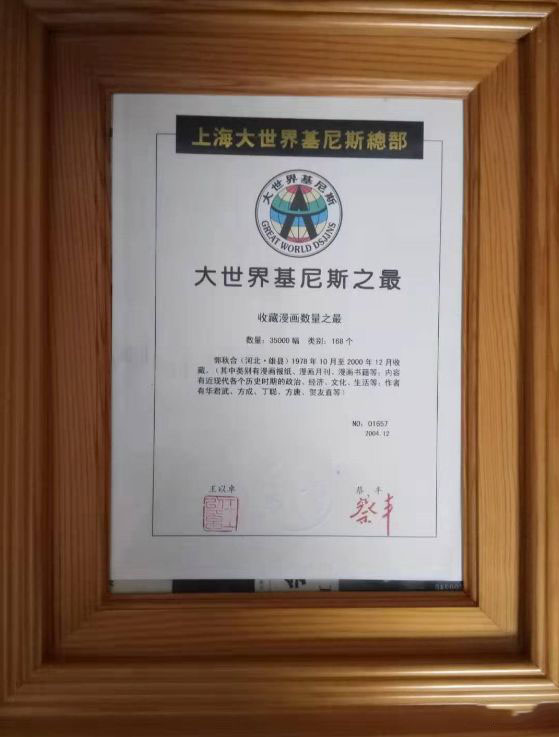 上海大世界基尼斯總部
大世界基尼斯
GREAT WORLD DSJJNS
大世界基尼斯之最
收藏漫画数量之最
数量：35000 幅　类别：168 个
郭秋合（河北·雄县）1978 年 10 月至 2000 年 12 月收
藏。（其中类别有漫画报纸、漫画月刊、漫画书籍等；内容
有近现代各个历史时期的政治、经济、文化、生活等；作者
有华君武、方成、丁聪、方唐、贺友直等）
NO：01657
2004.12
王以卓
蔡　丰
蔡丰